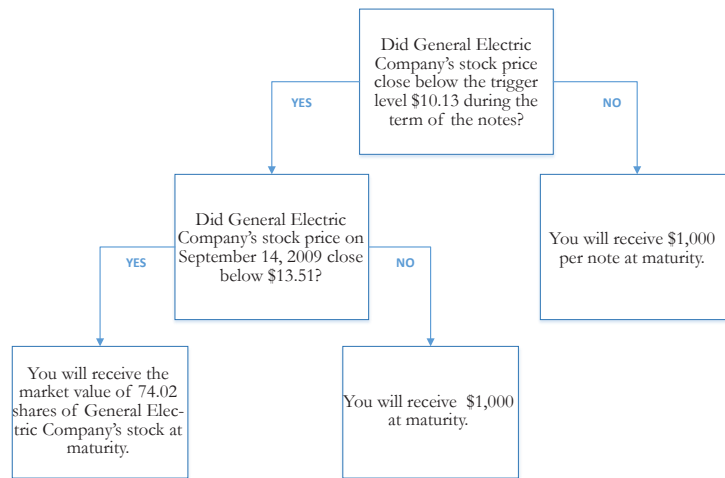 Did General Electric
Company's stock price
close below the trigger
level $10.13 during the
term of the notes?
YES
NO
Did General Electric
Company's stock price on
September 14, 2009 close
below $13.51?
You will receive $1,000
per note at maturity.
YES
NO
You will receive the
market value of 74.02
shares of General Elec-
tric Company's stock at
maturity.
You will receive $1,000
at maturity.